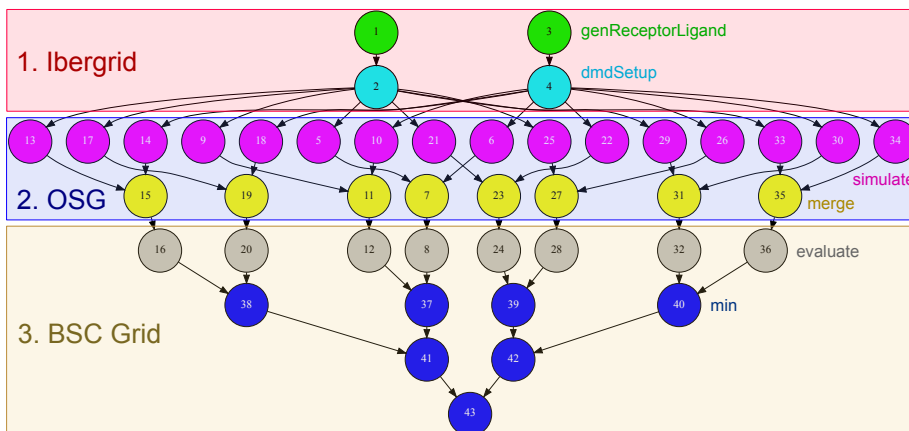 1 3 genReceptorLigand
1. Ibergrid
2 4 dmdSetup
13 17 14 9 18 5 10 21 6 25 22 29 26 33 30 34
simulate
2. OSG 15 19 11 7 23 27 31 35 merge
16 20 12 8 24 28 32 36 evaluate
38 37 39 40 min
3. BSC Grid
41 42
43